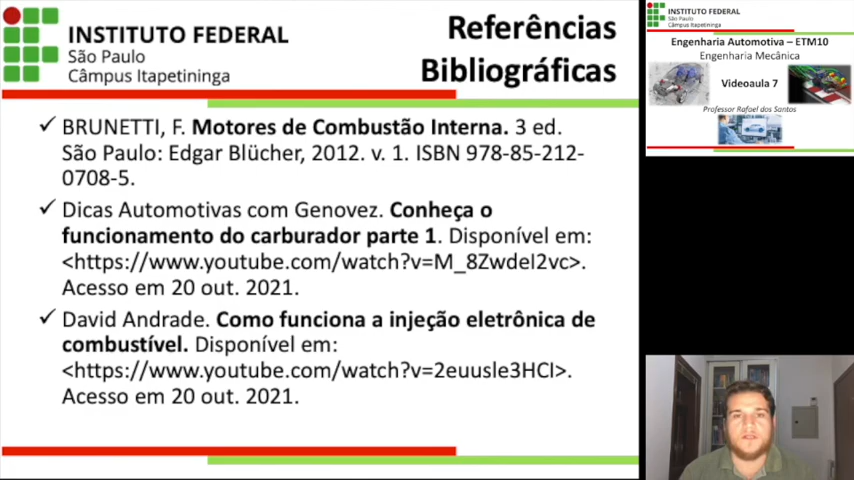 INSTITUTO FEDERAL
São Paulo
Câmpus Itapetininga
Referências
Bibliográficas
✓ BRUNETTI, F. Motores de Combustão Interna. 3 ed.
São Paulo: Edgar Blücher, 2012. v. 1. ISBN 978-85-212-
0708-5.
✓ Dicas Automotivas com Genovez. Conheça o
funcionamento do carburador parte 1. Disponível em:
<https://www.youtube.com/watch?v=M_8ZwdeI2vc>.
Acesso em 20 out. 2021.
✓ David Andrade. Como funciona a injeção eletrônica de
combustível. Disponível em:
<https://www.youtube.com/watch?v=2euusle3HCI>.
Acesso em 20 out. 2021.
INSTITUTO FEDERAL
São Paulo
Câmpus Itapetininga
Engenharia Automotiva – ETM10
Engenharia Mecânica
Videoaula 7
Professor Rafael dos Santos